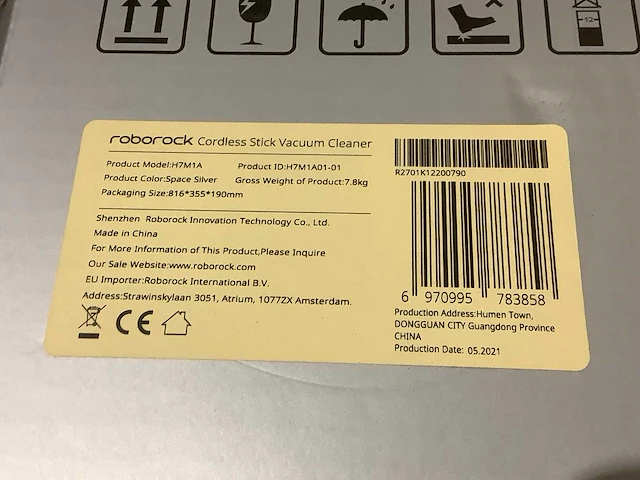 12
roborock Cordless Stick Vacuum Cleaner
Product Model:H7M1A Product ID:H7M1A01-01
Product Color:Space Silver Gross Weight of Product:7.8kg
Packaging Size:816*355*190mm
Shenzhen Roborock Innovation Technology Co., Ltd.
Made in China
For More Information of This Product,Please Inquire
Our Sale Website:www.roborock.com
EU Importer:Roborock International B.V.
Address:Strawinskylaan 3051, Atrium, 1077ZX Amsterdam.
CE
R2701K12200790
6 970995 783858
Production Address:Humen Town,
DONGGUAN CITY Guangdong Province
CHINA
Production Date: 05.2021